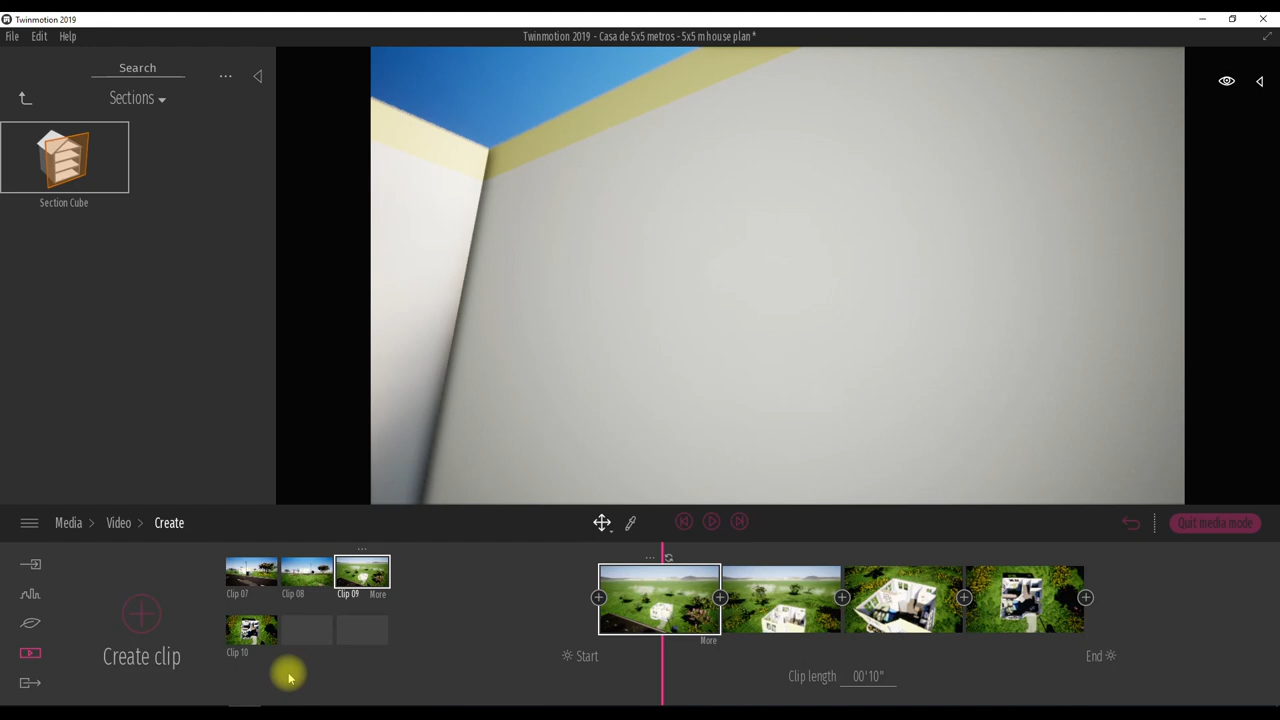 Twinmotion 2019
File Edit Help
Twinmotion 2019 - Casa de 5x5 metros - 5x5 m house plan*
Search
...
Sections
Section Cube
Media > Video > Create
Quit media mode
Create clip
Clip 07 Clip 08 Clip 09 More
Clip 10
More
Start
End
Clip length 00'10"